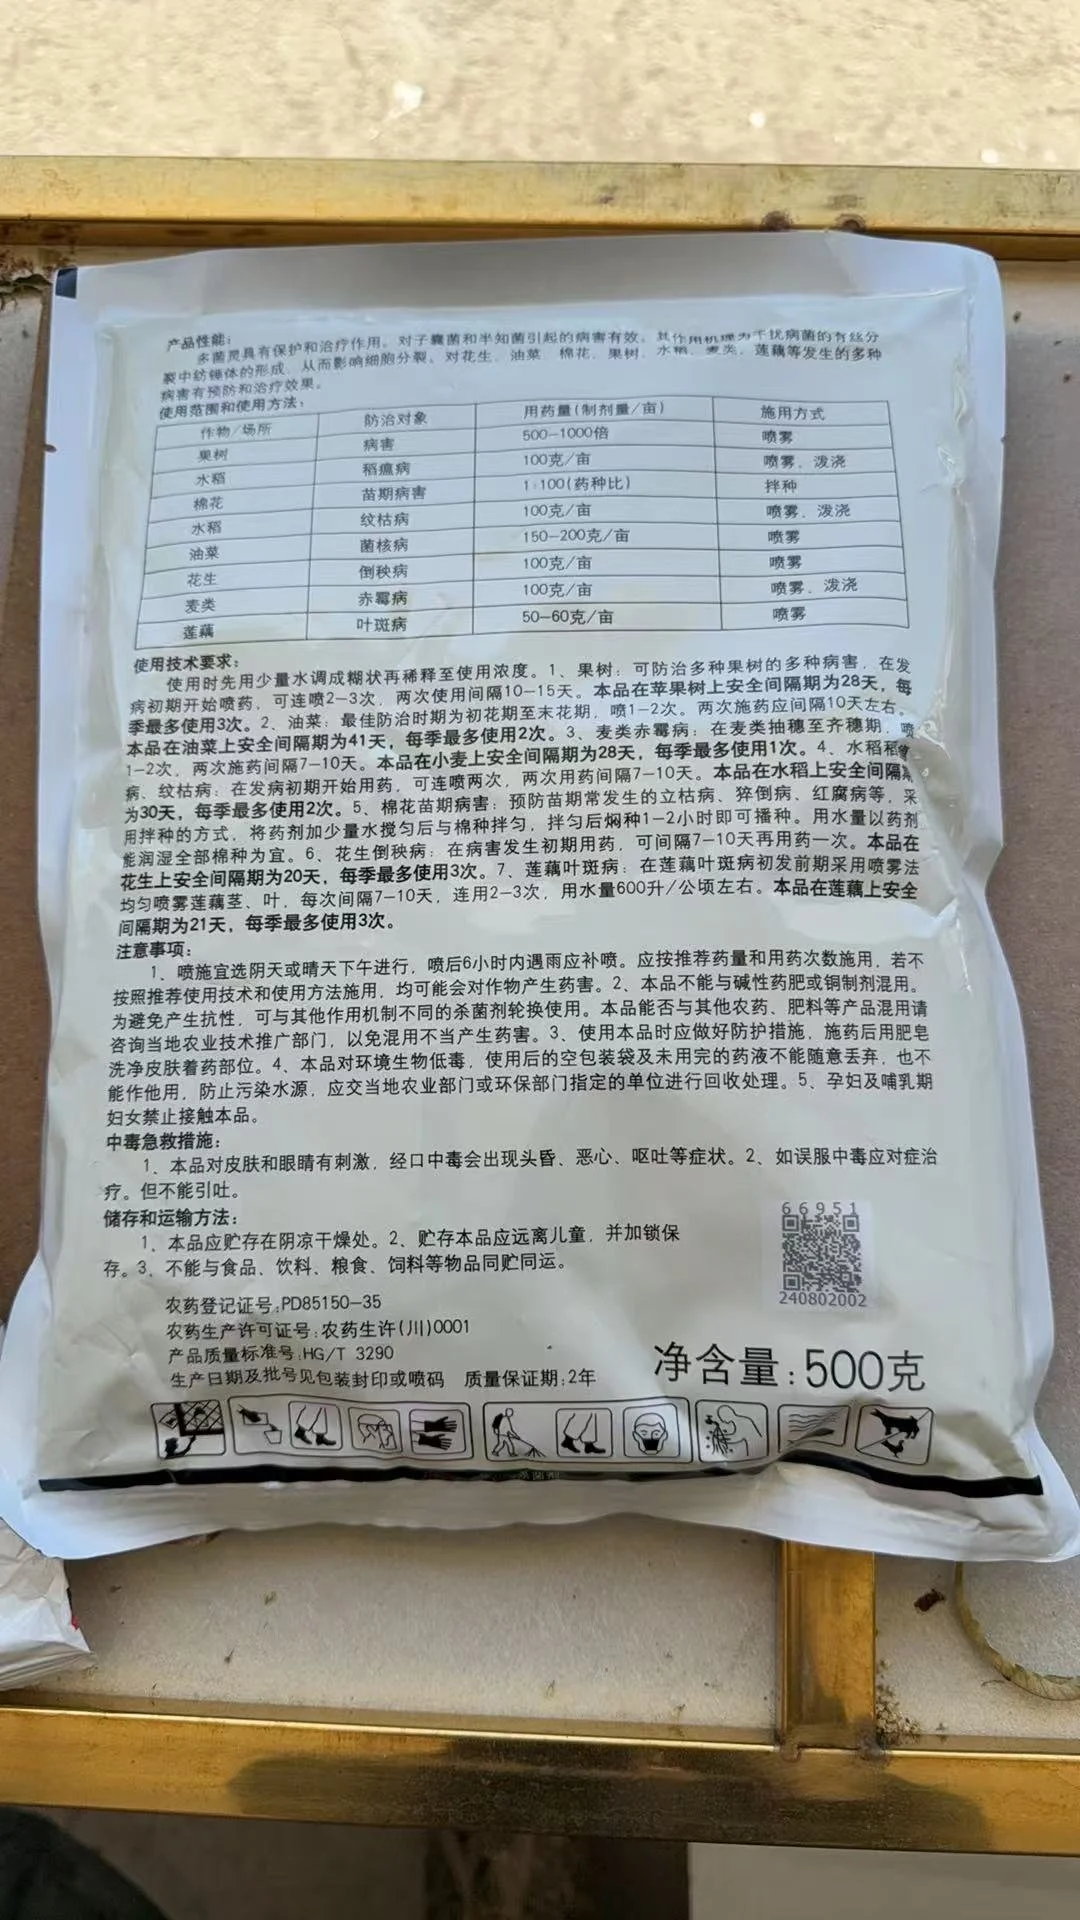 产品性能：
多菌灵具有保护和治疗作用。对子囊菌和半知菌引起的病害有效。其作用机理为干扰病菌的有丝分
裂中纺锤体的形成，从而影响细胞分裂。对花生、油菜、棉花、果树、水稻、麦类、莲藕等发生的多种
病害有预防和治疗效果。
使用范围和使用方法：
作物/场所 防治对象 用药量(制剂量/亩) 施用方式
果树 病害 500-1000倍 喷雾
水稻 稻瘟病 100克/亩 喷雾、泼浇
棉花 苗期病害 1:100(药种比) 拌种
水稻 纹枯病 100克/亩 喷雾、泼浇
油菜 菌核病 150-200克/亩 喷雾
花生 倒秧病 100克/亩 喷雾
麦类 赤霉病 100克/亩 喷雾、泼浇
莲藕 叶斑病 50-60克/亩 喷雾
使用技术要求：
使用时先用少量水调成糊状再稀释至使用浓度。1、果树：可防治多种果树的多种病害，在发
病初期开始喷药，可连喷2-3次，两次使用间隔10-15天。本品在苹果树上安全间隔期为28天，每
季最多使用3次。2、油菜：最佳防治时期为初花期至末花期，喷1-2次。两次施药应间隔10天左右。
本品在油菜上安全间隔期为41天，每季最多使用2次。3、麦类赤霉病：在麦类抽穗至齐穗期，喷
1-2次，两次施药间隔7-10天。本品在小麦上安全间隔期为28天，每季最多使用1次。4、水稻稻瘟
病、纹枯病：在发病初期开始用药，可连喷两次，两次用药间隔7-10天。本品在水稻上安全间隔期
为30天，每季最多使用2次。5、棉花苗期病害：预防苗期常发生的立枯病、猝倒病、红腐病等，采
用拌种的方式，将药剂加少量水搅匀后与棉种拌匀，拌匀后焖种1-2小时即可播种。用水量以药剂
能润湿全部棉种为宜。6、花生倒秧病：在病害发生初期用药，可间隔7-10天再用药一次。本品在
花生上安全间隔期为20天，每季最多使用3次。7、莲藕叶斑病：在莲藕叶斑病初发前期采用喷雾法
均匀喷雾莲藕茎、叶，每次间隔7-10天，连用2-3次，用水量600升/公顷左右。本品在莲藕上安全
间隔期为21天，每季最多使用3次。
注意事项：
1、喷施宜选阴天或晴天下午进行，喷后6小时内遇雨应补喷。应按推荐药量和用药次数施用，若不
按照推荐使用技术和使用方法施用，均可能会对作物产生药害。2、本品不能与碱性药肥或铜制剂混用。
为避免产生抗性，可与其他作用机制不同的杀菌剂轮换使用。本品能否与其他农药、肥料等产品混用请
咨询当地农业技术推广部门，以免混用不当产生药害。3、使用本品时应做好防护措施，施药后用肥皂
洗净皮肤着药部位。4、本品对环境生物低毒，使用后的空包装袋及未用完的药液不能随意丢弃，也不
能作他用，防止污染水源，应交当地农业部门或环保部门指定的单位进行回收处理。5、孕妇及哺乳期
妇女禁止接触本品。
中毒急救措施：
1、本品对皮肤和眼睛有刺激，经口中毒会出现头昏、恶心、呕吐等症状。2、如误服中毒应对症治
疗。但不能引吐。
储存和运输方法：
1、本品应贮存在阴凉干燥处。2、贮存本品应远离儿童，并加锁保
存。3、不能与食品、饮料、粮食、饲料等物品同贮同运。
66951
240802002
农药登记证号:PD85150-35
农药生产许可证号:农药生许(川)0001
产品质量标准号:HG/T 3290
生产日期及批号见包装封印或喷码 质量保证期:2年
净含量:500克
杀菌剂